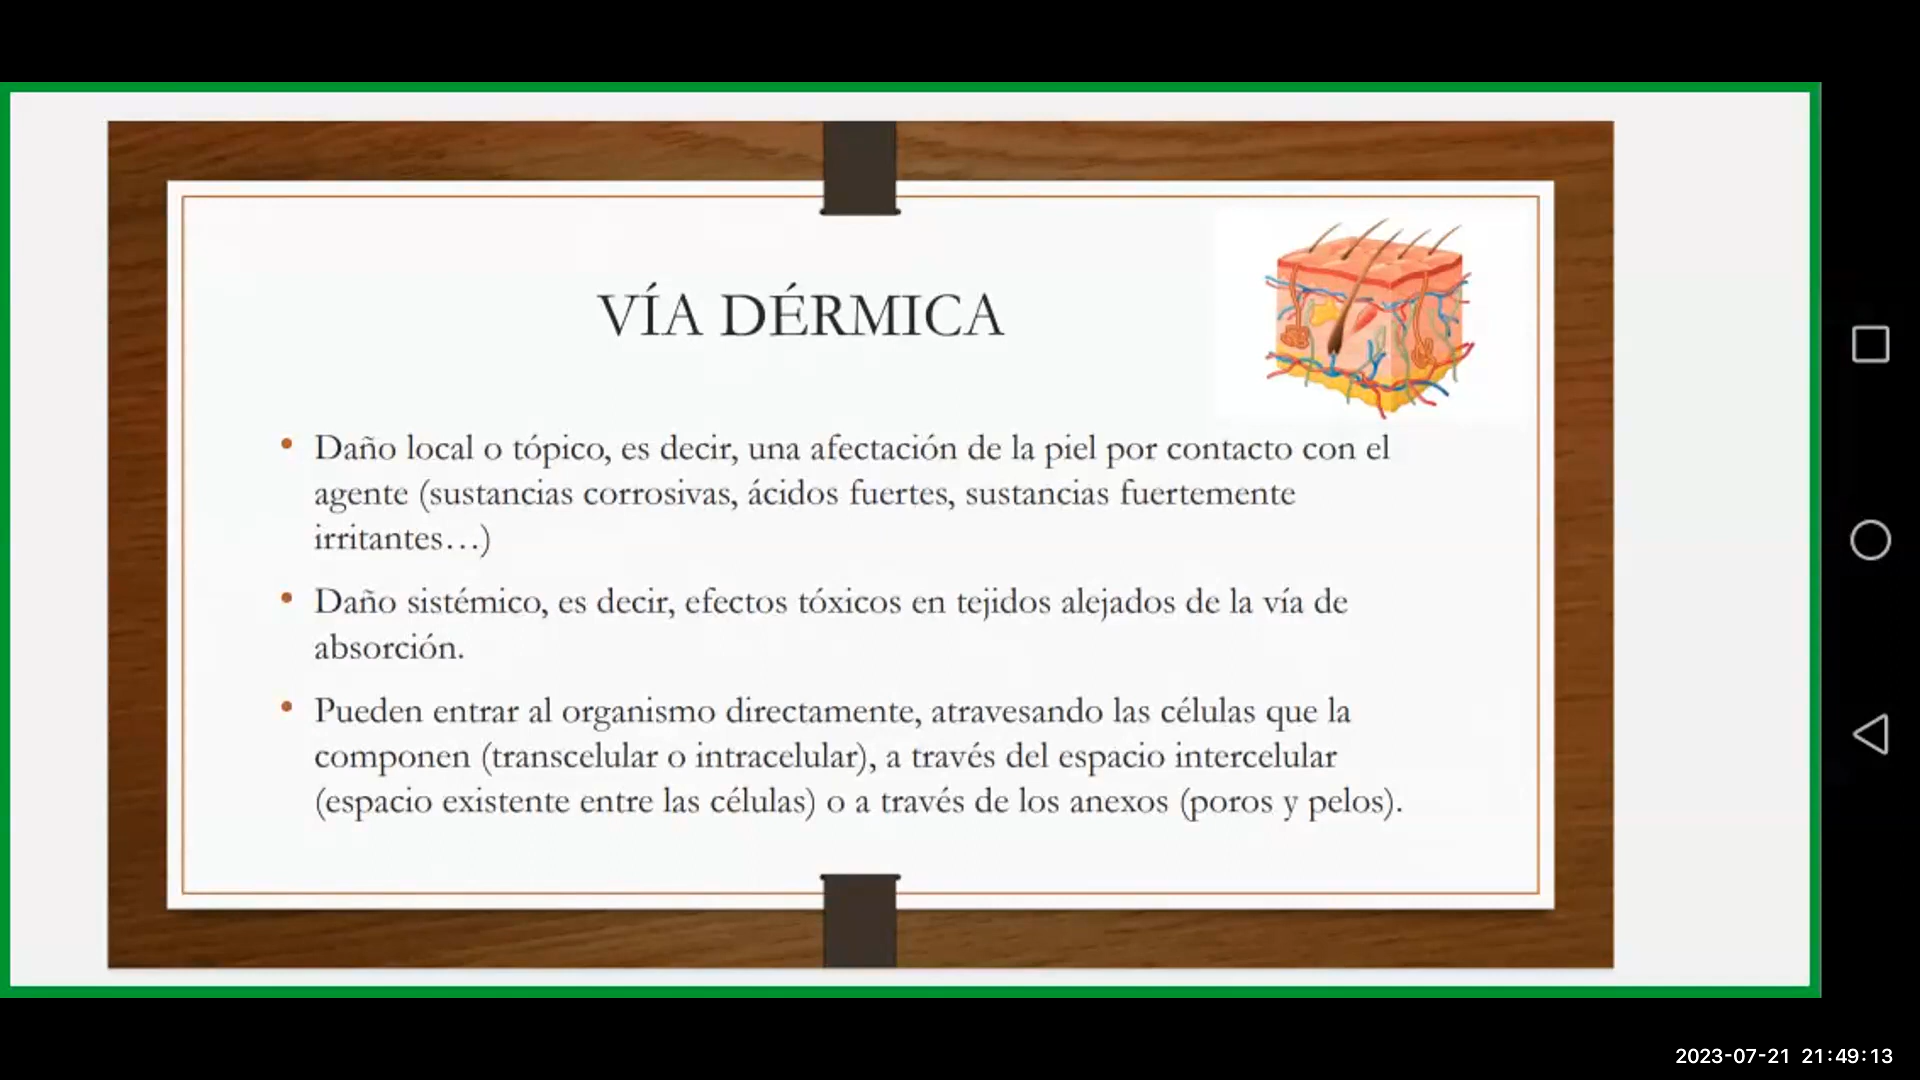 VÍA DÉRMICA
• Daño local o tópico, es decir, una afectación de la piel por contacto con el
agente (sustancias corrosivas, ácidos fuertes, sustancias fuertemente
irritantes…)
• Daño sistémico, es decir, efectos tóxicos en tejidos alejados de la vía de
absorción.
• Pueden entrar al organismo directamente, atravesando las células que la
componen (transcelular o intracelular), a través del espacio intercelular
(espacio existente entre las células) o a través de los anexos (poros y pelos).
2023-07-21 21:49:13